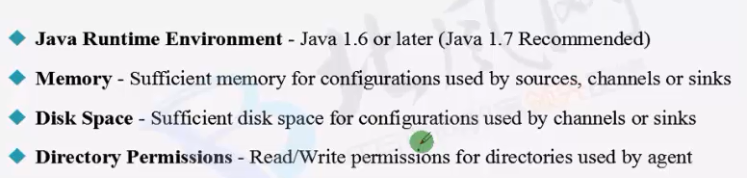 ◆ Java Runtime Environment - Java 1.6 or later (Java 1.7 Recommended)
◆ Memory - Sufficient memory for configurations used by sources, channels or sinks
◆ Disk Space - Sufficient disk space for configurations used by channels or sinks
◆ Directory Permissions - Read/Write permissions for directories used by agent